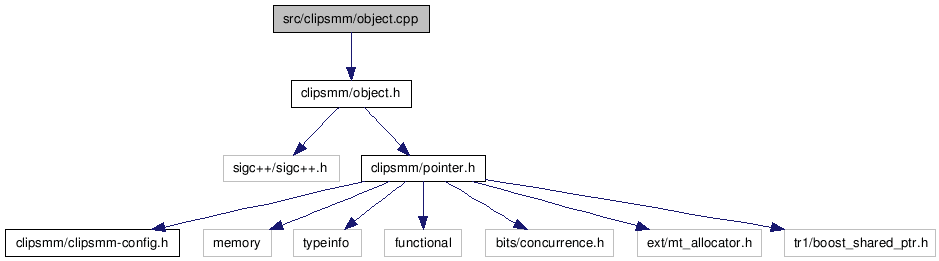 src/clipsmm/object.cpp
clipsmm/object.h
sigc++/sigc++.h
clipsmm/pointer.h
clipsmm/clipsmm-config.h
memory
typeinfo
functional
bits/concurrence.h
ext/mt_allocator.h
tr1/boost_shared_ptr.h